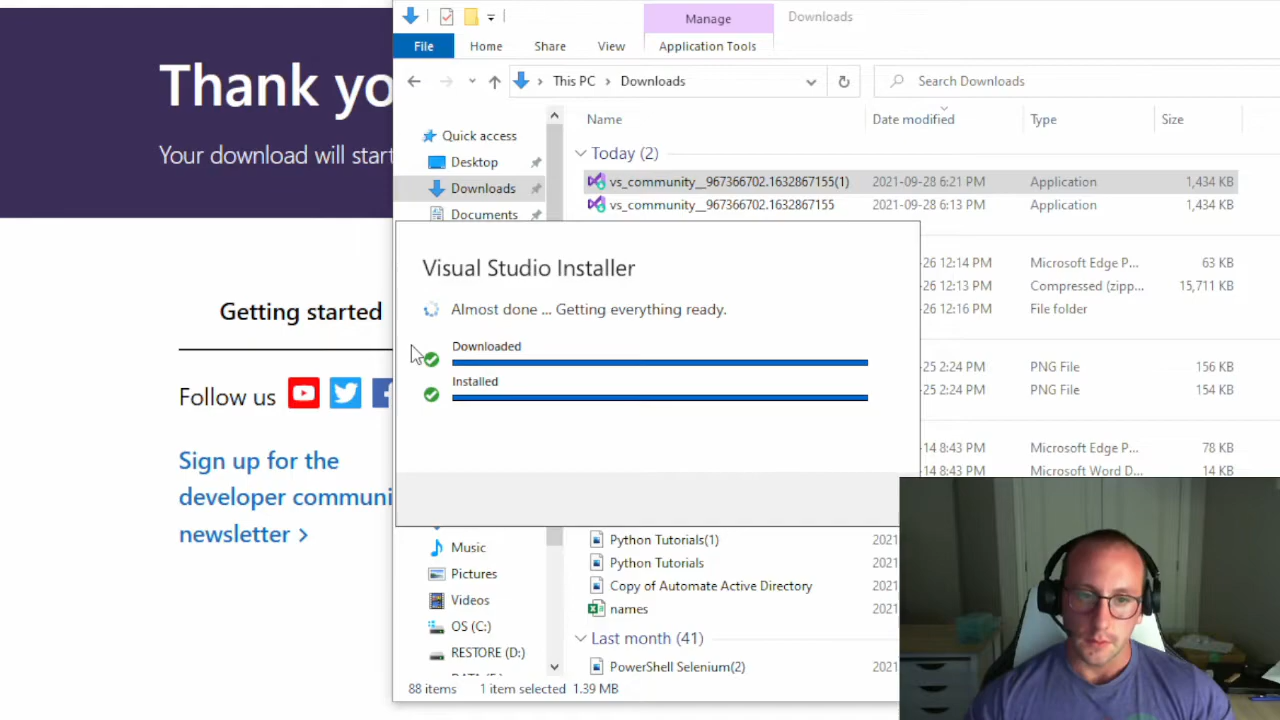 Manage
Downloads
File
Home
Share
View
Application Tools
This PC
Downloads
Search Downloads
Name
Date modified
Type
Size
Quick access
Desktop
Downloads
Documents
Today (2)
vs_community__967366702.1632867155(1) 2021-09-28 6:21 PM Application 1,434 KB
vs_community__967366702.1632867155 2021-09-28 6:13 PM Application 1,434 KB
26 12:14 PM Microsoft Edge P... 63 KB
26 12:13 PM Compressed (zipp... 15,711 KB
26 12:16 PM File folder
25 2:24 PM PNG File 156 KB
25 2:24 PM PNG File 154 KB
14 8:43 PM Microsoft Edge P... 78 KB
14 8:43 PM Microsoft Word D... 14 KB
Visual Studio Installer
Almost done ... Getting everything ready.
Downloaded
Installed
Music
Pictures
Videos
OS (C:)
RESTORE (D:)
Python Tutorials(1) 2021
Python Tutorials 2021
Copy of Automate Active Directory 2021
names 2021
Last month (41)
PowerShell Selenium(2) 2021
88 items
1 item selected 1.39 MB
Thank yo
Your download will start
Getting started
Follow us
Sign up for the
developer communi
newsletter >